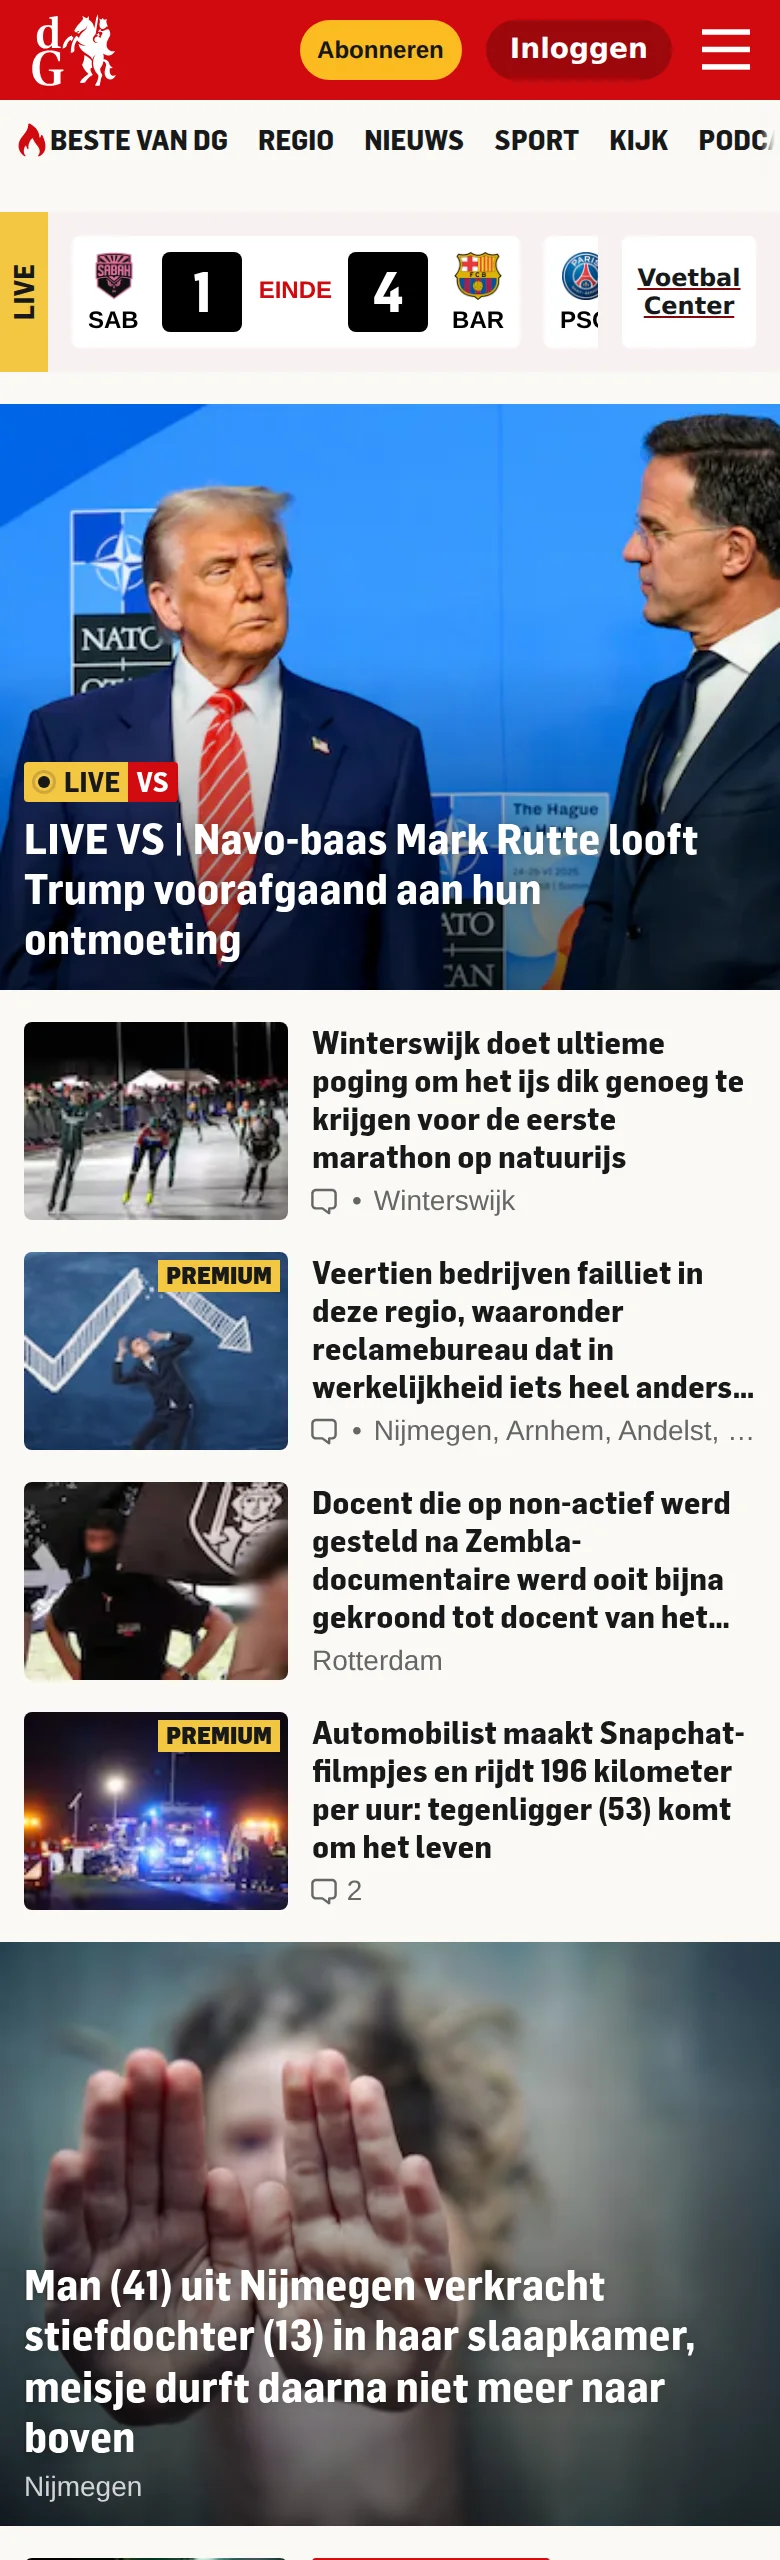 dG
Abonneren
Inloggen
BESTE VAN DG REGIO NIEUWS SPORT KIJK
LIVE
SABAH
SAB
1
EINDE
4
FCB
BAR
PARIS
Voetbal
Center
NATO
The Hague
LIVE VS
LIVE VS | Navo-baas Mark Rutte looft
Trump voorafgaand aan hun
ontmoeting
Winterswijk doet ultieme
poging om het ijs dik genoeg te
krijgen voor de eerste
marathon op natuurijs
• Winterswijk
PREMIUM
Veertien bedrijven failliet in
deze regio, waaronder
reclamebureau dat in
werkelijkheid iets heel anders...
• Nijmegen, Arnhem, Andelst, ...
Docent die op non-actief werd
gesteld na Zembla-
documentaire werd ooit bijna
gekroond tot docent van het...
Rotterdam
PREMIUM
Automobilist maakt Snapchat-
filmpjes en rijdt 196 kilometer
per uur: tegenligger (53) komt
om het leven
2
Man (41) uit Nijmegen verkracht
stiefdochter (13) in haar slaapkamer,
meisje durft daarna niet meer naar
boven
Nijmegen